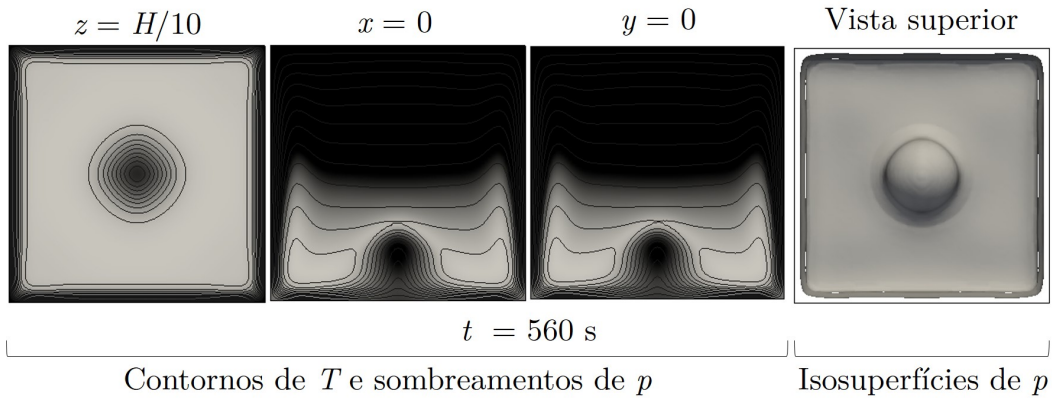 z = H/10
x = 0
y = 0
Vista superior
t = 560 s
Contornos de T e sombreamentos de p
Isosuperfícies de p